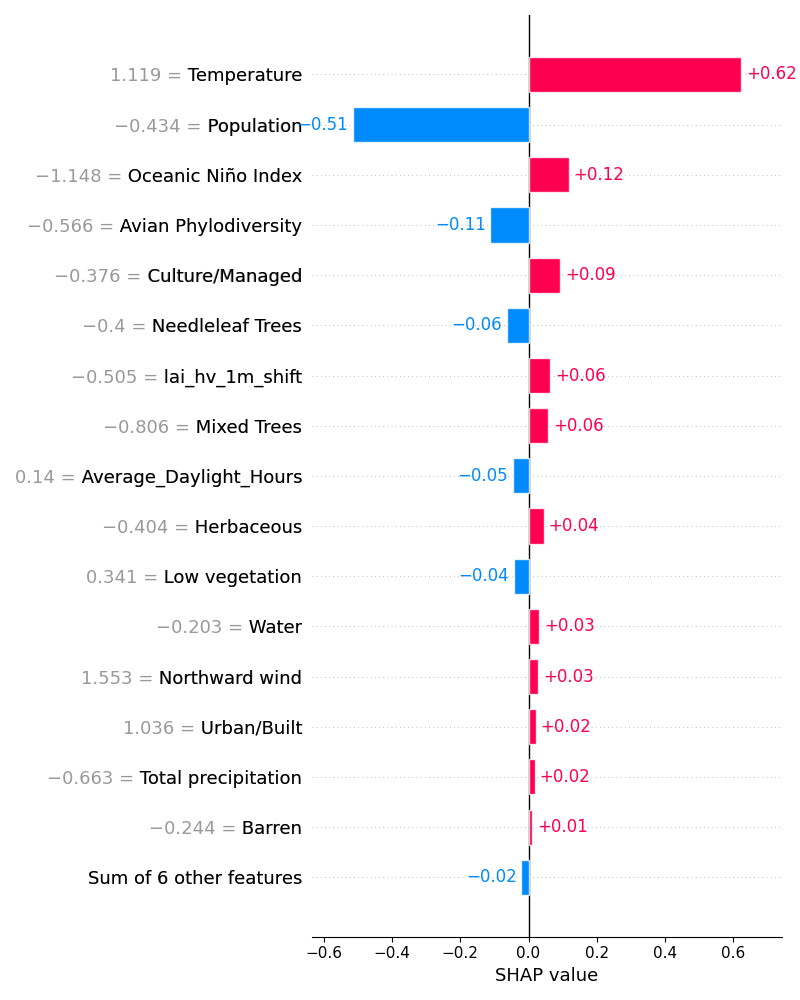 1.119 = Temperature +0.62
−0.434 = Population −0.51
−1.148 = Oceanic Niño Index +0.12
−0.566 = Avian Phylodiversity −0.11
−0.376 = Culture/Managed +0.09
−0.4 = Needleleaf Trees −0.06
−0.505 = lai_hv_1m_shift +0.06
−0.806 = Mixed Trees +0.06
0.14 = Average_Daylight_Hours −0.05
−0.404 = Herbaceous +0.04
0.341 = Low vegetation −0.04
−0.203 = Water +0.03
1.553 = Northward wind +0.03
1.036 = Urban/Built +0.02
−0.663 = Total precipitation +0.02
−0.244 = Barren +0.01
Sum of 6 other features −0.02
−0.6 −0.4 −0.2 0.0 0.2 0.4 0.6
SHAP value